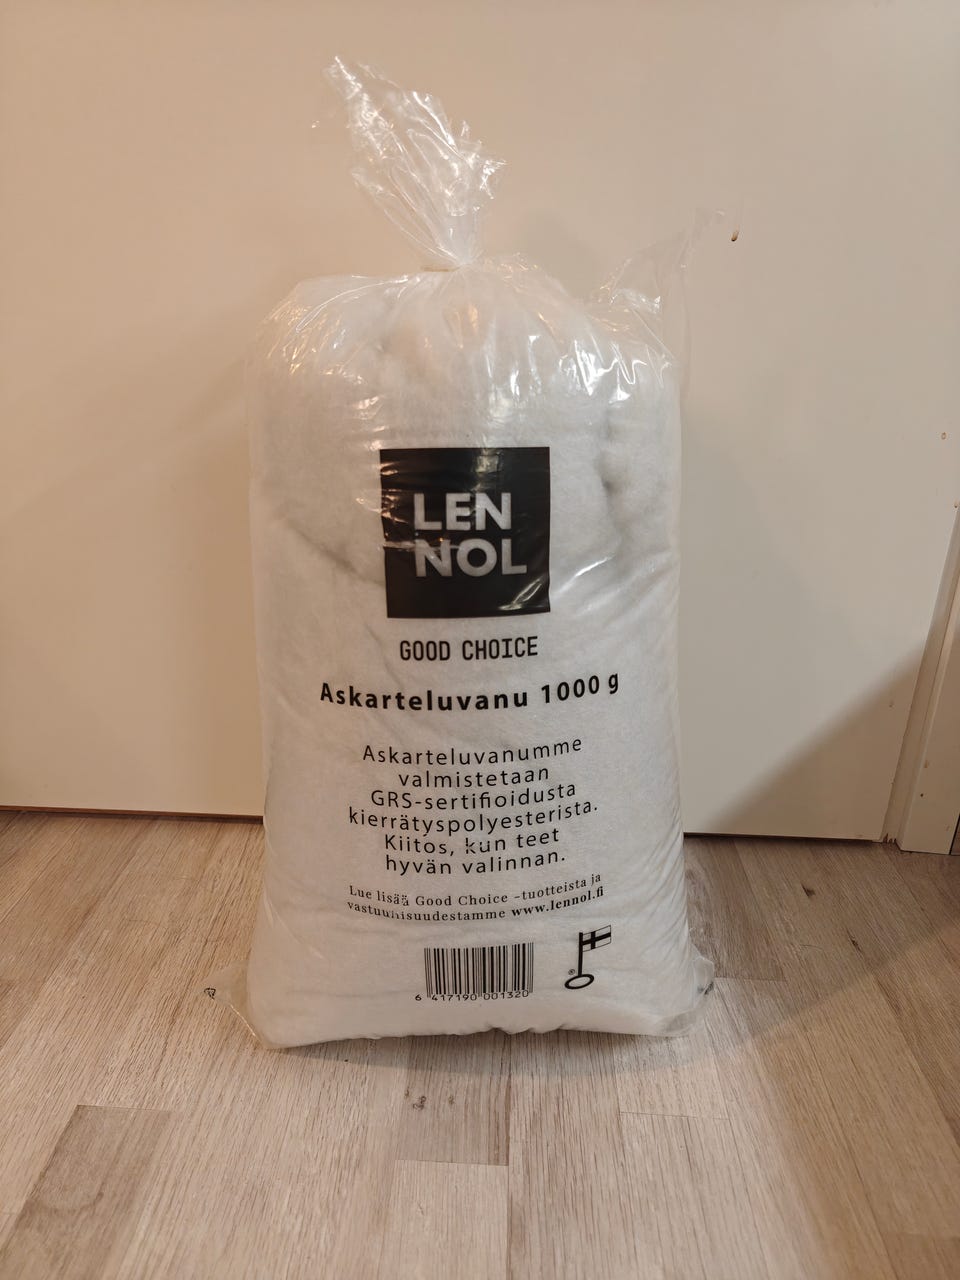 LEN
NOL
GOOD CHOICE
Askarteluvanu 1000 g
Askarteluvanumme
valmistetaan
GRS-sertifioidusta
kierrätyspolyesterista.
Kiitos, kun teet
hyvän valinnan.
Lue lisää Good Choice -tuotteista ja
vastuullisuudestamme www.lennol.fi
®
6 417190 001320